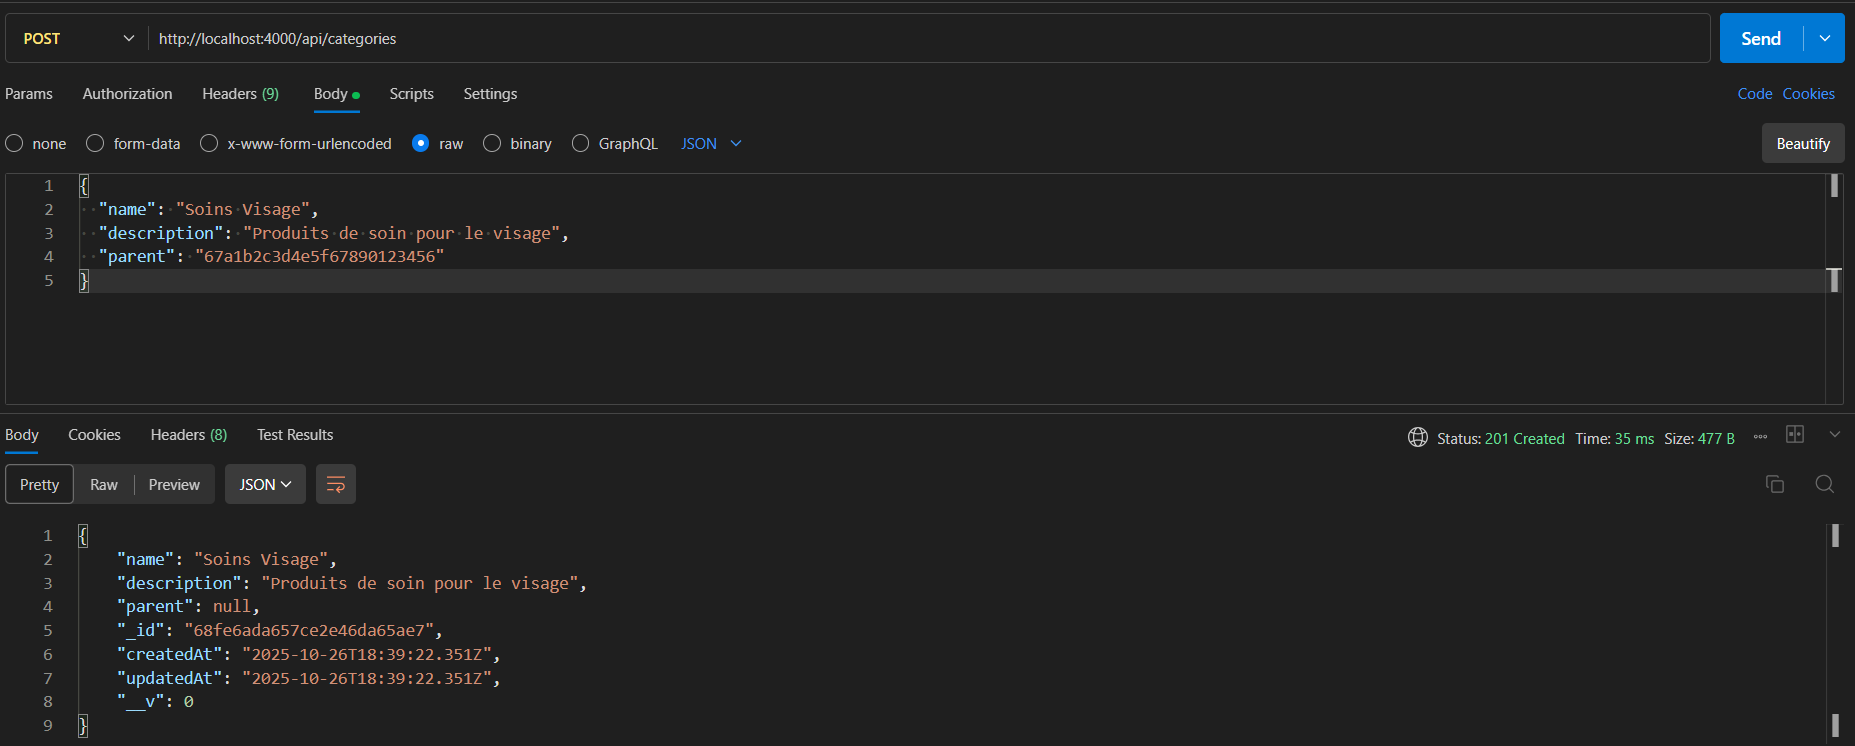 POST http://localhost:4000/api/categories Send
Params Authorization Headers (9) Body Scripts Settings Code Cookies
none form-data x-www-form-urlencoded raw binary GraphQL JSON Beautify
1 {
2 "name": "Soins Visage",
3 "description": "Produits de soin pour le visage",
4 "parent": "67a1b2c3d4e5f67890123456"
5 }
Body Cookies Headers (8) Test Results Status: 201 Created Time: 35 ms Size: 477 B
Pretty Raw Preview JSON
1 {
2 "name": "Soins Visage",
3 "description": "Produits de soin pour le visage",
4 "parent": null,
5 "_id": "68fe6ada657ce2e46da65ae7",
6 "createdAt": "2025-10-26T18:39:22.351Z",
7 "updatedAt": "2025-10-26T18:39:22.351Z",
8 "__v": 0
9 }